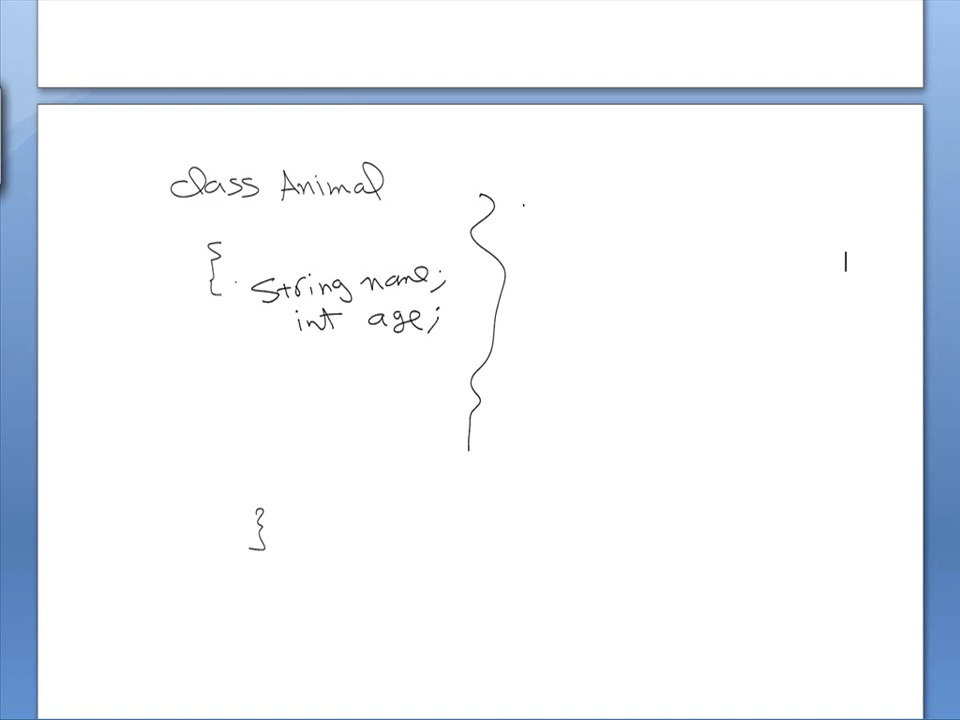 class Animal
{
String name;
int age;
}